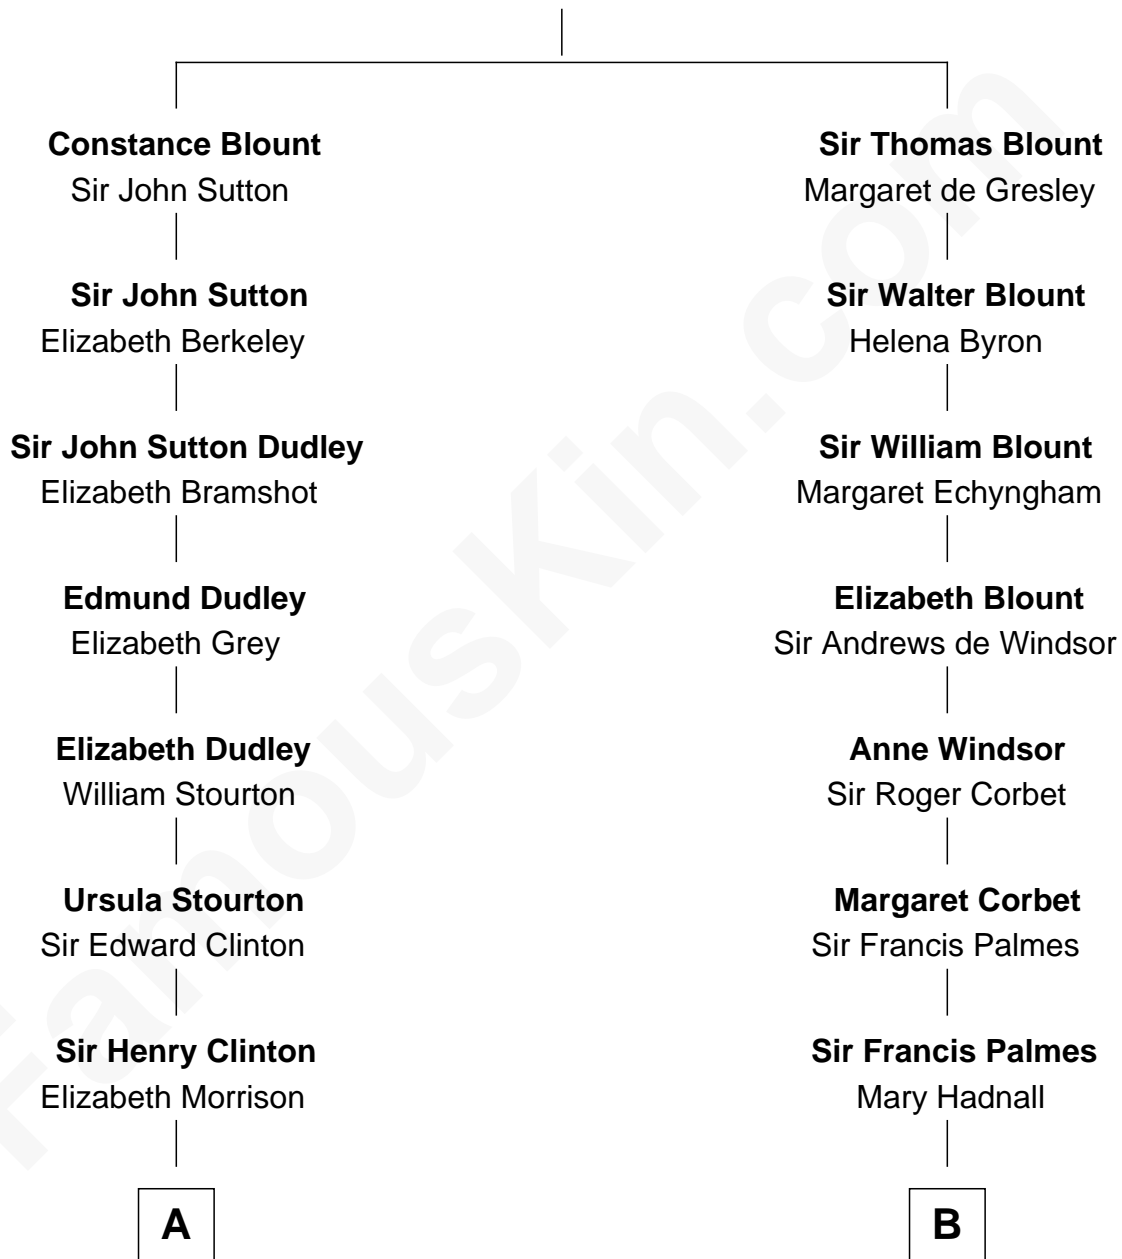 Constance Blount
Sir John Sutton
Sir John Sutton
Elizabeth Berkeley
Sir John Sutton Dudley
Elizabeth Bramshot
Edmund Dudley
Elizabeth Grey
Elizabeth Dudley
William Stourton
Ursula Stourton
Sir Edward Clinton
Sir Henry Clinton
Elizabeth Morrison
A
Sir Thomas Blount
Margaret de Gresley
Sir Walter Blount
Helena Byron
Sir William Blount
Margaret Echyngham
Elizabeth Blount
Sir Andrews de Windsor
Anne Windsor
Sir Roger Corbet
Margaret Corbet
Sir Francis Palmes
Sir Francis Palmes
Mary Hadnall
B
FamousKin.com